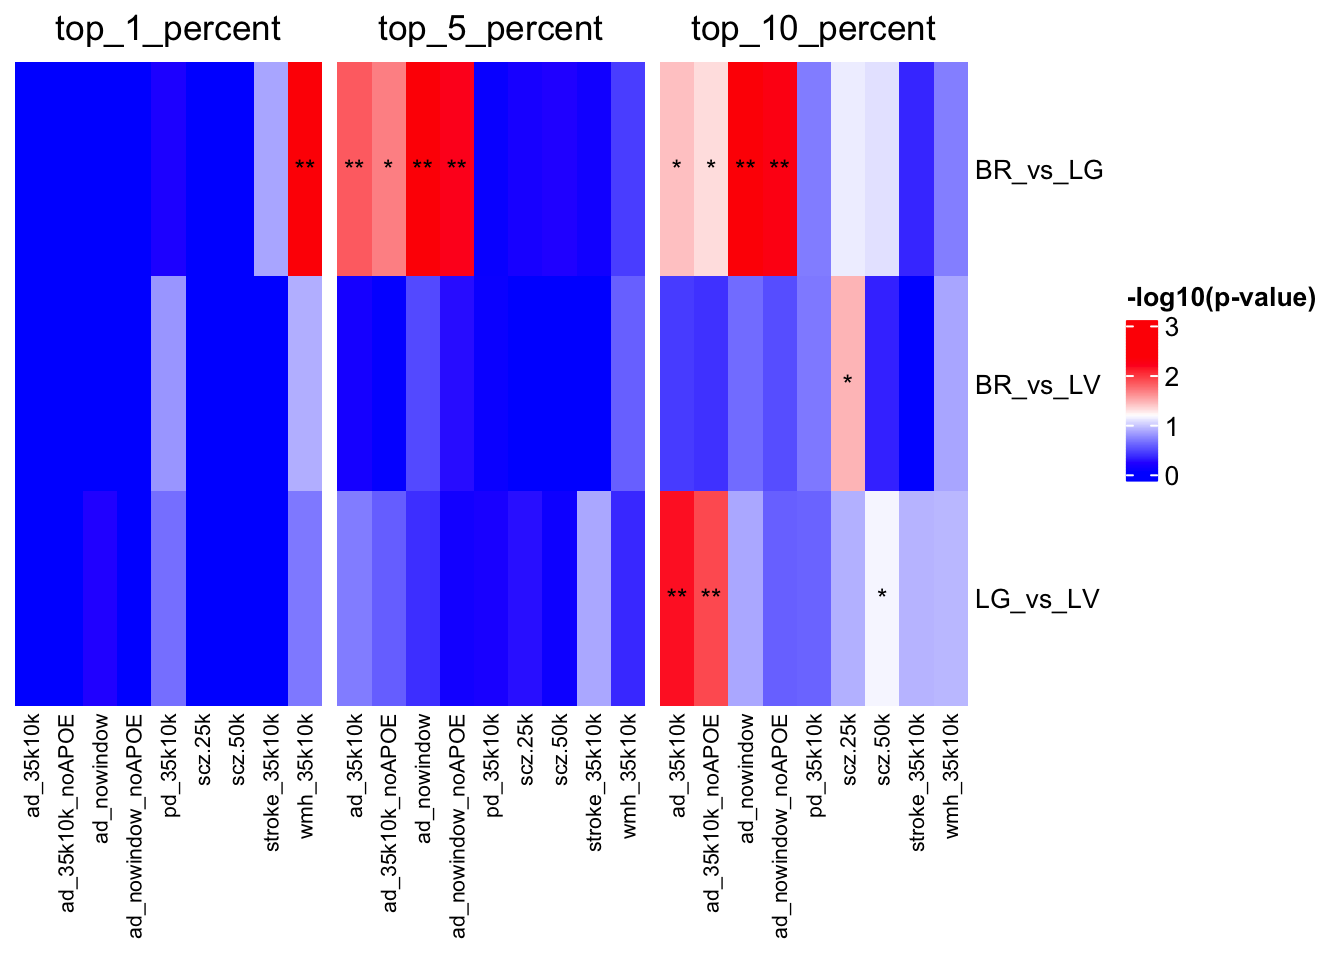 top_1_percent top_5_percent top_10_percent
** ** * ** ** * * ** ** BR_vs_LG
* BR_vs_LV
** ** * LG_vs_LV
-log10(p-value)
3
2
1
0
ad_35k10k
ad_35k10k_noAPOE
ad_nowindow
ad_nowindow_noAPOE
pd_35k10k
scz.25k
scz.50k
stroke_35k10k
wmh_35k10k
ad_35k10k
ad_35k10k_noAPOE
ad_nowindow
ad_nowindow_noAPOE
pd_35k10k
scz.25k
scz.50k
stroke_35k10k
wmh_35k10k
ad_35k10k
ad_35k10k_noAPOE
ad_nowindow
ad_nowindow_noAPOE
pd_35k10k
scz.25k
scz.50k
stroke_35k10k
wmh_35k10k